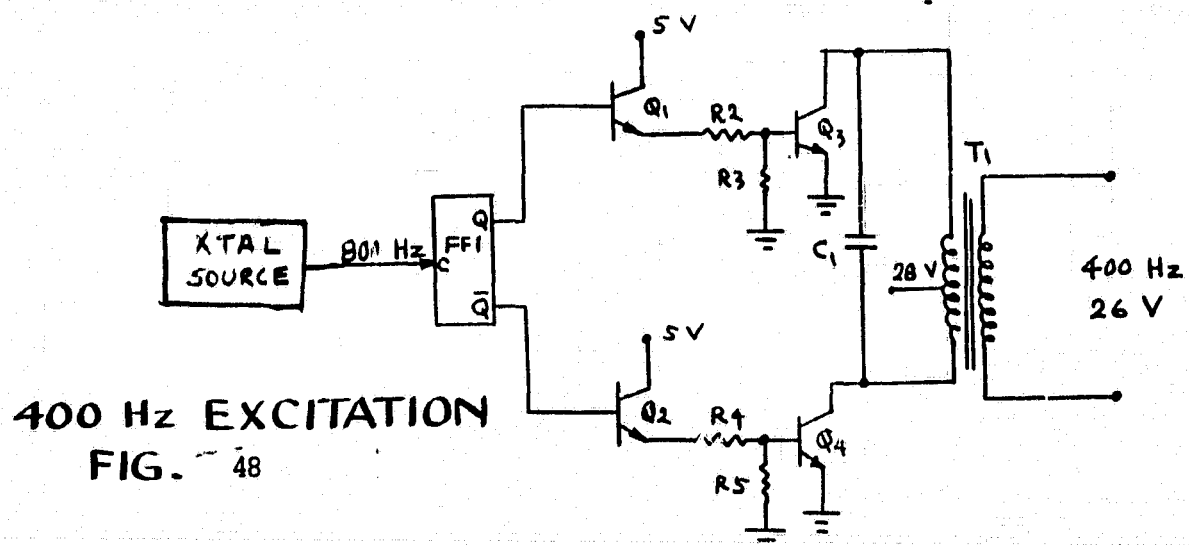 5 V
Q1
R2
Q3
R3
T1
XTAL
SOURCE
800 Hz
C
Q
FF1
Q̅
C1
28 V
400 Hz
26 V
5 V
Q2
R4
Q4
R5
400 Hz EXCITATION
FIG. 48